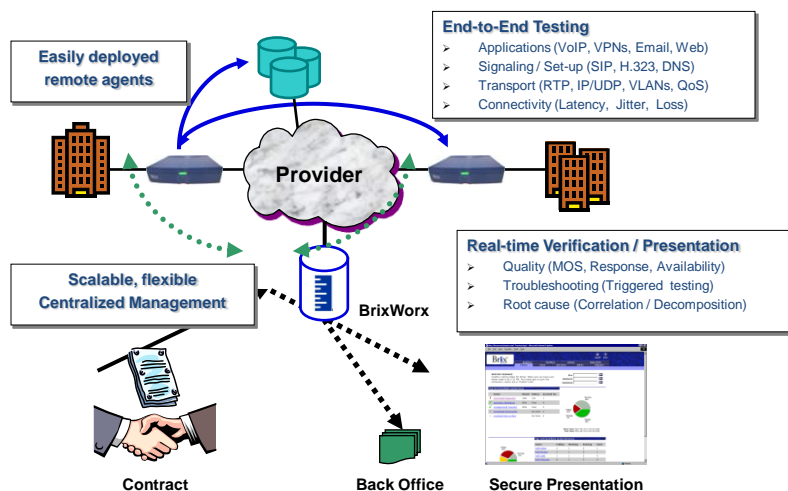 Easily deployed
remote agents
End-to-End Testing
Applications (VoIP, VPNs, Email, Web)
Signaling / Set-up (SIP, H.323, DNS)
Transport (RTP, IP/UDP, VLANs, QoS)
Connectivity (Latency, Jitter, Loss)
Provider
Real-time Verification / Presentation
Quality (MOS, Response, Availability)
Troubleshooting (Triggered testing)
Root cause (Correlation / Decomposition)
Scalable, flexible
Centralized Management
BrixWorx
Brix
Contract
Back Office
Secure Presentation